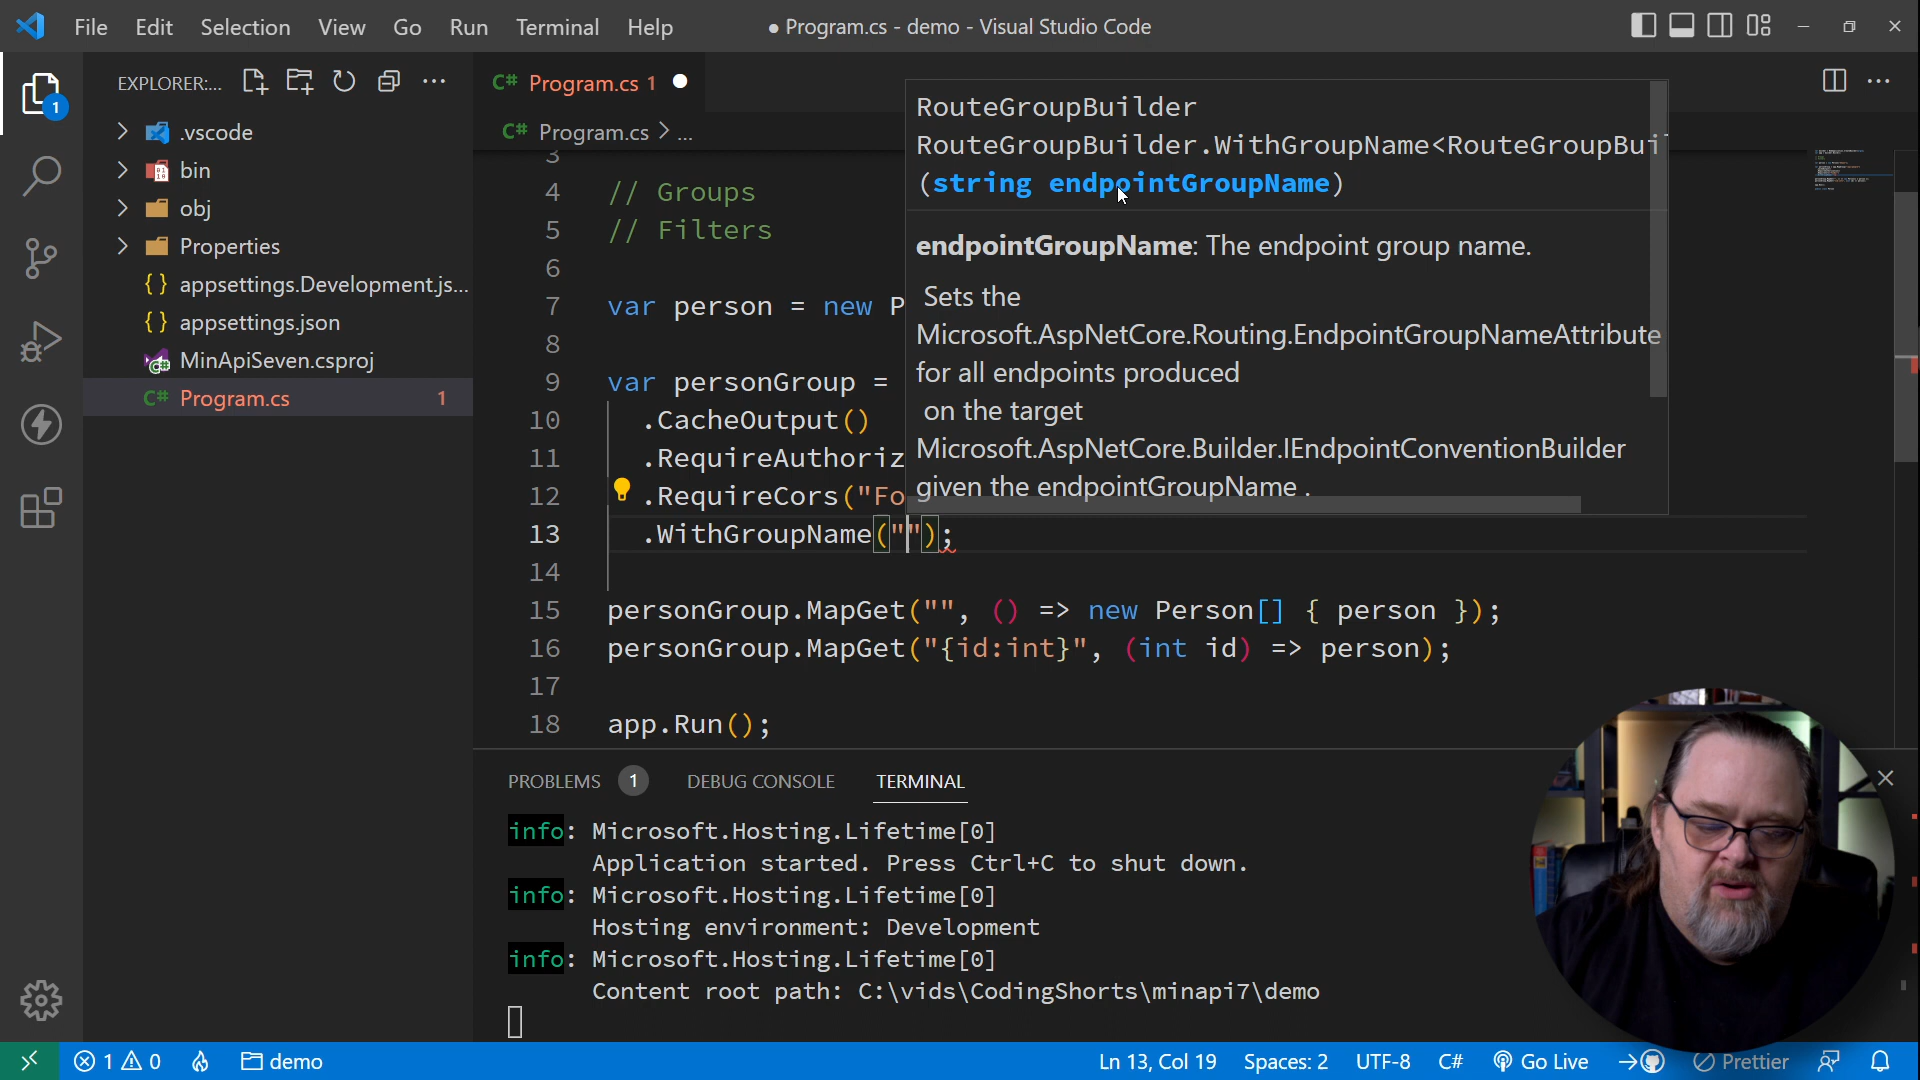 File Edit Selection View Go Run Terminal Help
● Program.cs - demo - Visual Studio Code
EXPLORER:...
1
.vscode
bin
obj
Properties
{ } appsettings.Development.js...
{ } appsettings.json
MinApiSeven.csproj
C# Program.cs 1
C# Program.cs 1
C# Program.cs > ...
3
4 // Groups
5 // Filters
6
7 var person = new P
8
9 var personGroup =
10 .CacheOutput()
11 .RequireAuthoriz
12 .RequireCors("Fo
13 .WithGroupName("");
14
15 personGroup.MapGet("", () => new Person[] { person });
16 personGroup.MapGet("{id:int}", (int id) => person);
17
18 app.Run();
RouteGroupBuilder
RouteGroupBuilder.WithGroupName<RouteGroupBui
(string endpointGroupName)
endpointGroupName: The endpoint group name.
Sets the
Microsoft.AspNetCore.Routing.EndpointGroupNameAttribute
for all endpoints produced
on the target
Microsoft.AspNetCore.Builder.IEndpointConventionBuilder
given the endpointGroupName .
PROBLEMS 1 DEBUG CONSOLE TERMINAL
info: Microsoft.Hosting.Lifetime[0]
Application started. Press Ctrl+C to shut down.
info: Microsoft.Hosting.Lifetime[0]
Hosting environment: Development
info: Microsoft.Hosting.Lifetime[0]
Content root path: C:\vids\CodingShorts\minapi7\demo
1 0 demo Ln 13, Col 19 Spaces: 2 UTF-8 C# Go Live Prettier